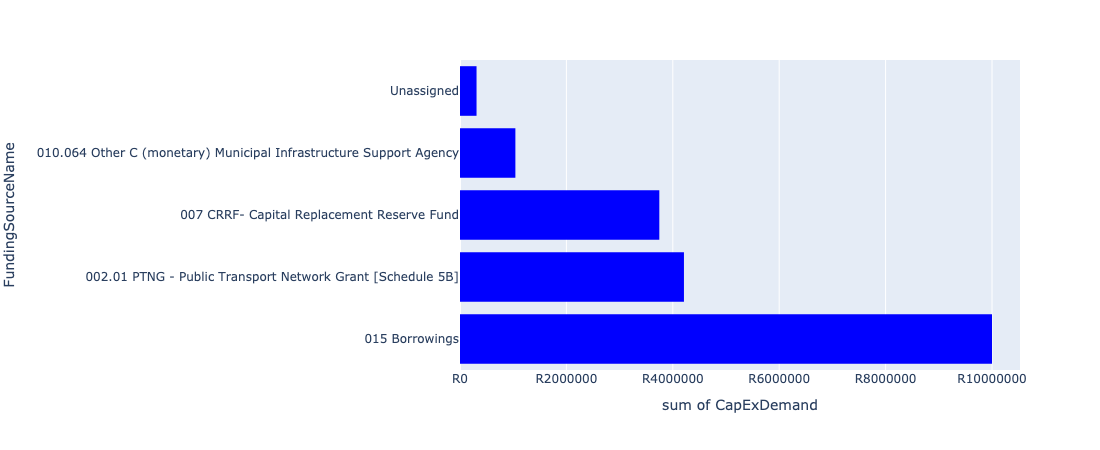 Unassigned
010.064 Other C (monetary) Municipal Infrastructure Support Agency
007 CRRF- Capital Replacement Reserve Fund
002.01 PTNG - Public Transport Network Grant [Schedule 5B]
015 Borrowings
FundingSourceName
R0 R2000000 R4000000 R6000000 R8000000 R10000000
sum of CapExDemand